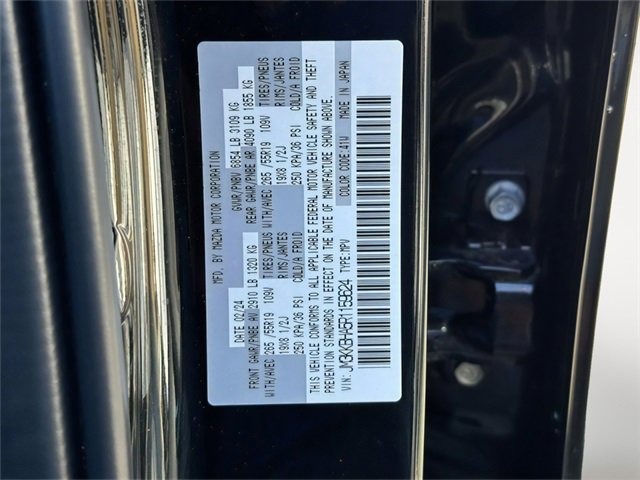 MFD. BY MAZDA MOTOR CORPORATION
DATE 02/24 GVWR/PNBV 6854 LB 3109 KG
FRONT GAWR/PNBE AV 2910 LB 1320 KG REAR GAWR/PNBE AR 4090 LB 1855 KG
WITH/AVEC 265 /55R19 109V TIRES/PNEUS WITH/AVEC 265 /55R19 109V TIRES/PNEUS
19X8 1/2J RIMS/JANTES 19X8 1/2J RIMS/JANTES
250 KPA/36 PSI COLD/A FROID 250 KPA/36 PSI COLD/A FROID
THIS VEHICLE CONFORMS TO ALL APPLICABLE FEDERAL MOTOR VEHICLE SAFETY AND THEFT
PREVENTION STANDARDS IN EFFECT ON THE DATE OF MANUFACTURE SHOWN ABOVE.
VIN: JM3KKBHA5R1159624 TYPE:MPV COLOR CODE:41W MADE IN JAPAN